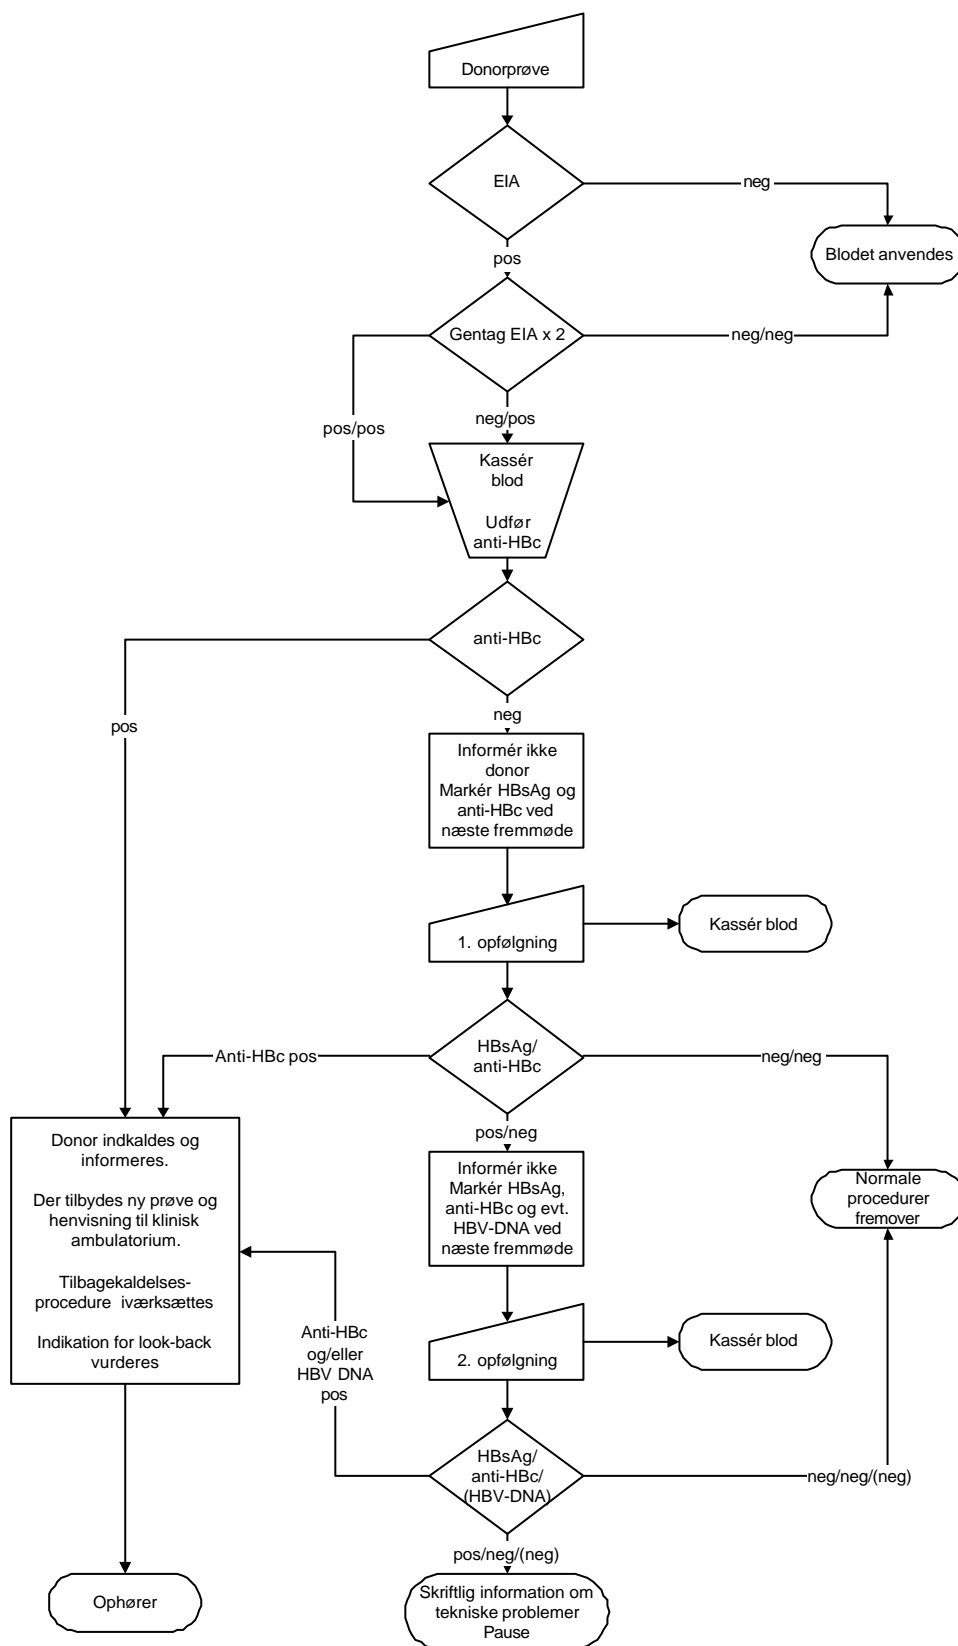 Donorprøve
EIA
neg
pos
Blodet anvendes
Gentag EIA x 2
neg/neg
neg/pos
pos/pos
Kassér
blod
Udfør
anti-HBc
anti-HBc
pos
neg
Informér ikke
donor
Markér HBsAg og
anti-HBc ved
næste fremmøde
1. opfølgning
Kassér blod
HBsAg/
anti-HBc
Anti-HBc pos
neg/neg
pos/neg
Donor indkaldes og
informeres.
Der tilbydes ny prøve og
henvisning til klinisk
ambulatorium.
Tilbagekaldelses-
procedure iværksættes
Indikation for look-back
vurderes
Informér ikke
Markér HBsAg,
anti-HBc og evt.
HBV-DNA ved
næste fremmøde
Normale
procedurer
fremover
2. opfølgning
Kassér blod
Anti-HBc
og/eller
HBV DNA
pos
HBsAg/
anti-HBc/
(HBV-DNA)
neg/neg/(neg)
pos/neg/(neg)
Ophører
Skriftlig information om
tekniske problemer
Pause